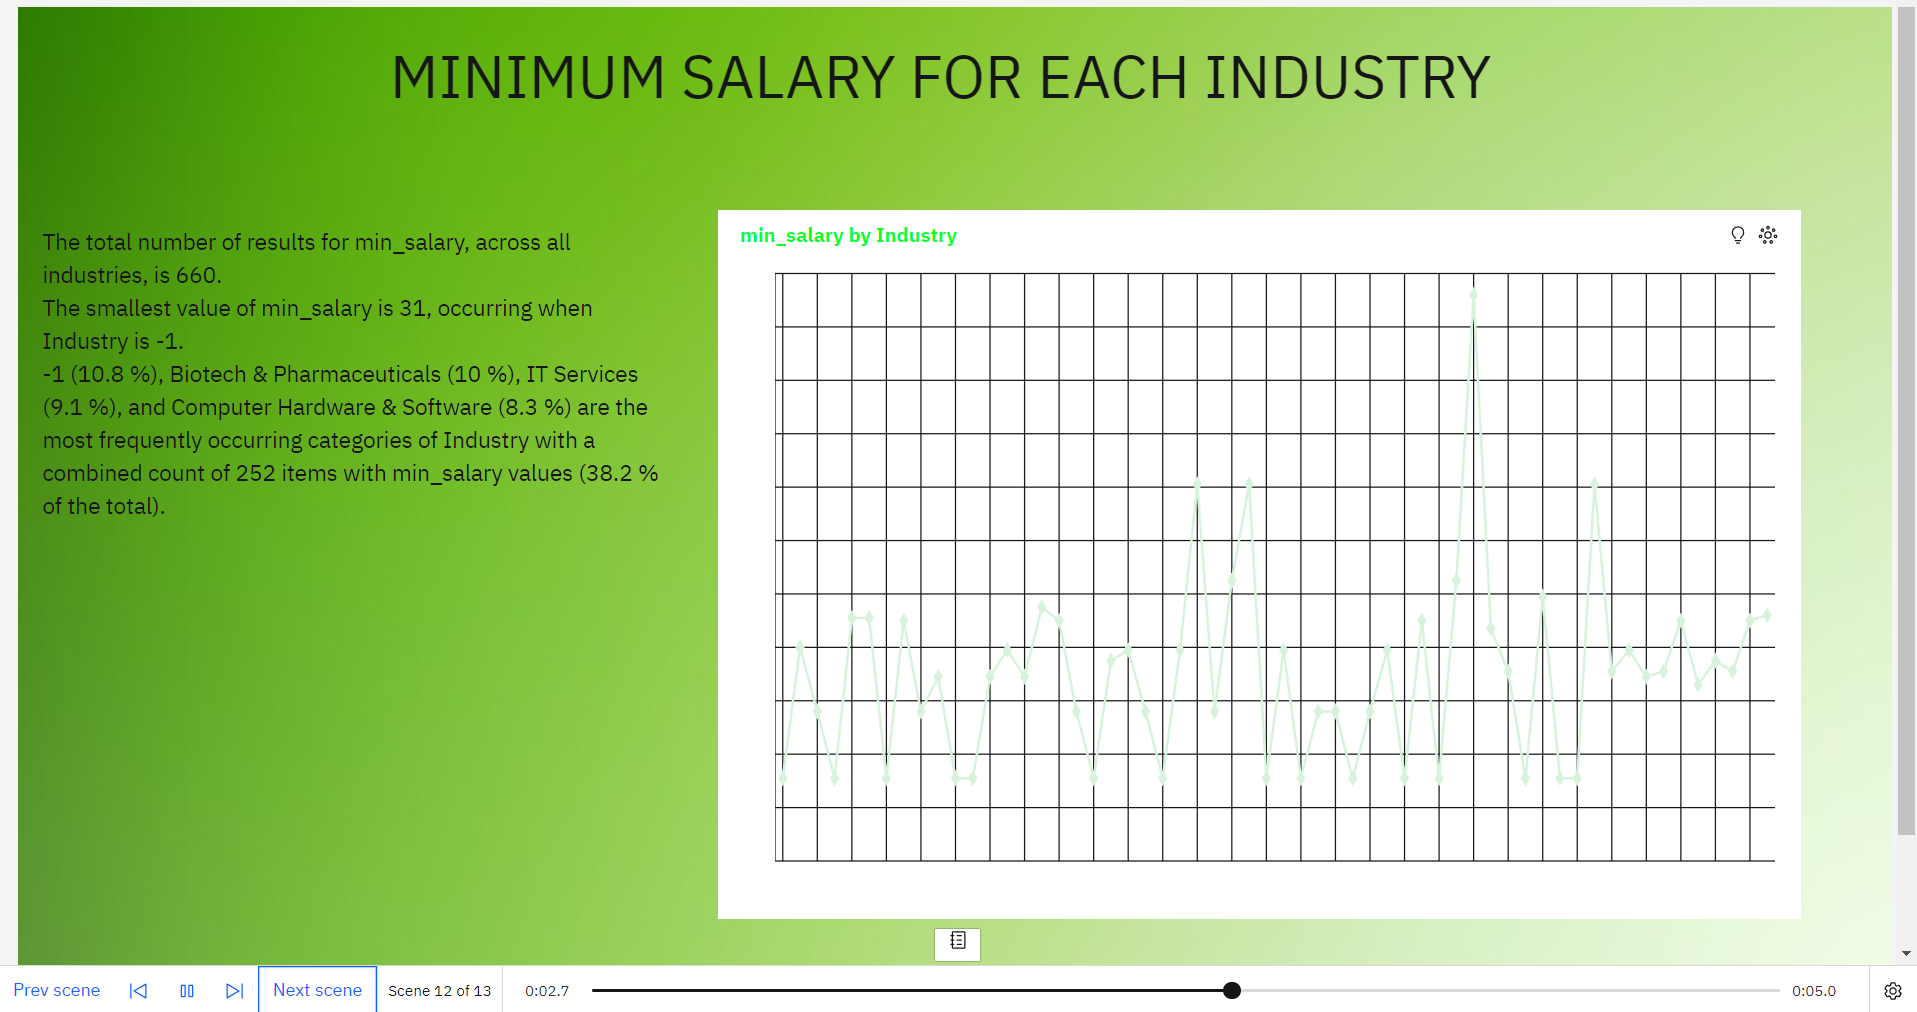 MINIMUM SALARY FOR EACH INDUSTRY
The total number of results for min_salary, across all
industries, is 660.
The smallest value of min_salary is 31, occurring when
Industry is -1.
-1 (10.8 %), Biotech & Pharmaceuticals (10 %), IT Services
(9.1 %), and Computer Hardware & Software (8.3 %) are the
most frequently occurring categories of Industry with a
combined count of 252 items with min_salary values (38.2 %
of the total).
min_salary by Industry
Prev scene
Next scene
Scene 12 of 13
0:02.7
0:05.0